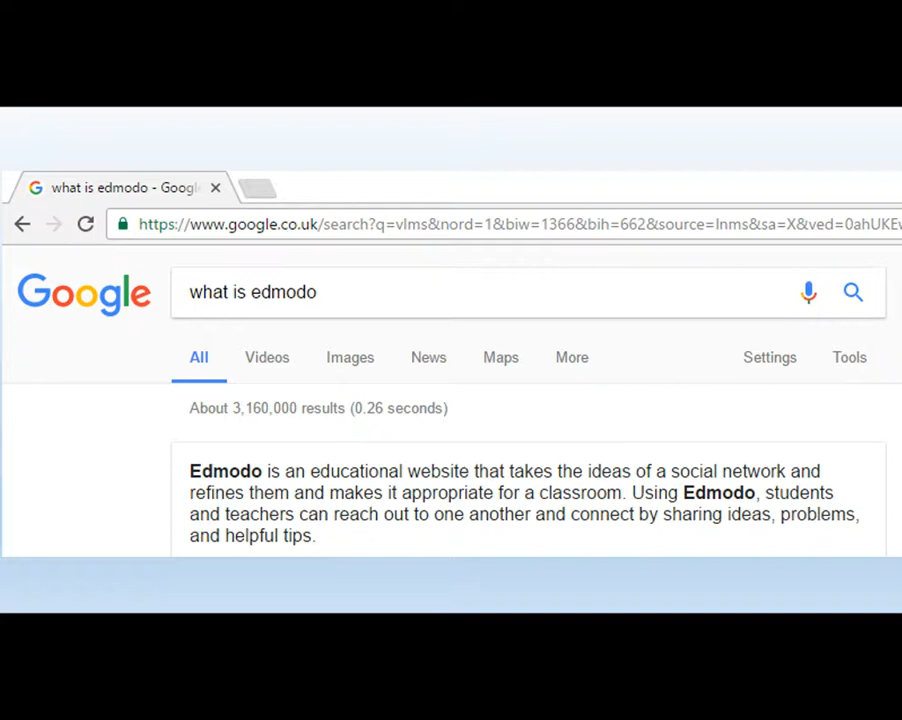 what is edmodo - Googl
https://www.google.co.uk/search?q=vlms&nord=1&biw=1366&bih=662&source=lnms&sa=X&ved=0ahUKEw
Google
what is edmodo
All Videos Images News Maps More Settings Tools
About 3,160,000 results (0.26 seconds)
Edmodo is an educational website that takes the ideas of a social network and
refines them and makes it appropriate for a classroom. Using Edmodo, students
and teachers can reach out to one another and connect by sharing ideas, problems,
and helpful tips.